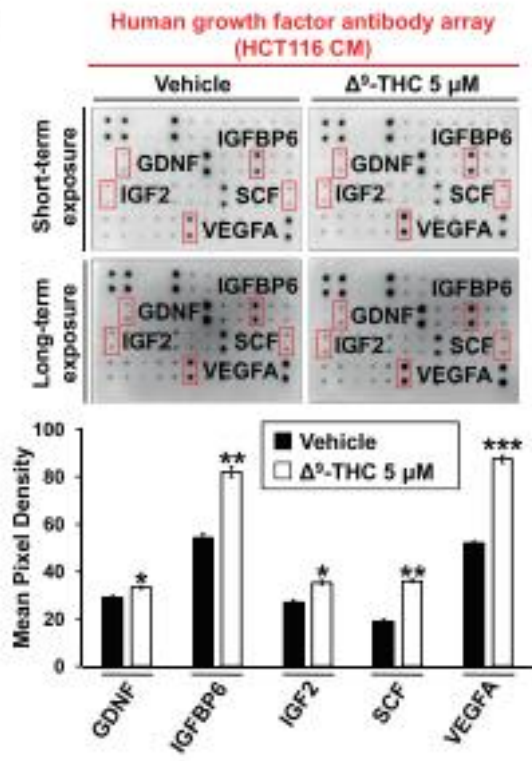 Human growth factor antibody array
(HCT116 CM)
Vehicle
Δ⁹-THC 5 μM
Short-term
exposure
IGFBP6
GDNF
IGF2
SCF
VEGFA
IGFBP6
GDNF
IGF2
SCF
VEGFA
Long-term
exposure
IGFBP6
GDNF
IGF2
SCF
VEGFA
IGFBP6
GDNF
IGF2
SCF
VEGFA
Mean Pixel Density
100
80
60
40
20
0
Vehicle
Δ⁹-THC 5 μM
*
**
*
**
***
GDNF
IGFBP6
IGF2
SCF
VEGFA